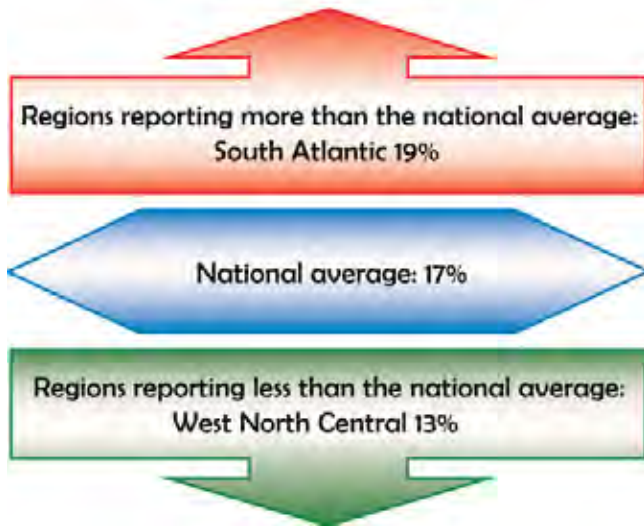 Regions reporting more than the national average:
South Atlantic 19%
National average: 17%
Regions reporting less than the national average:
West North Central 13%